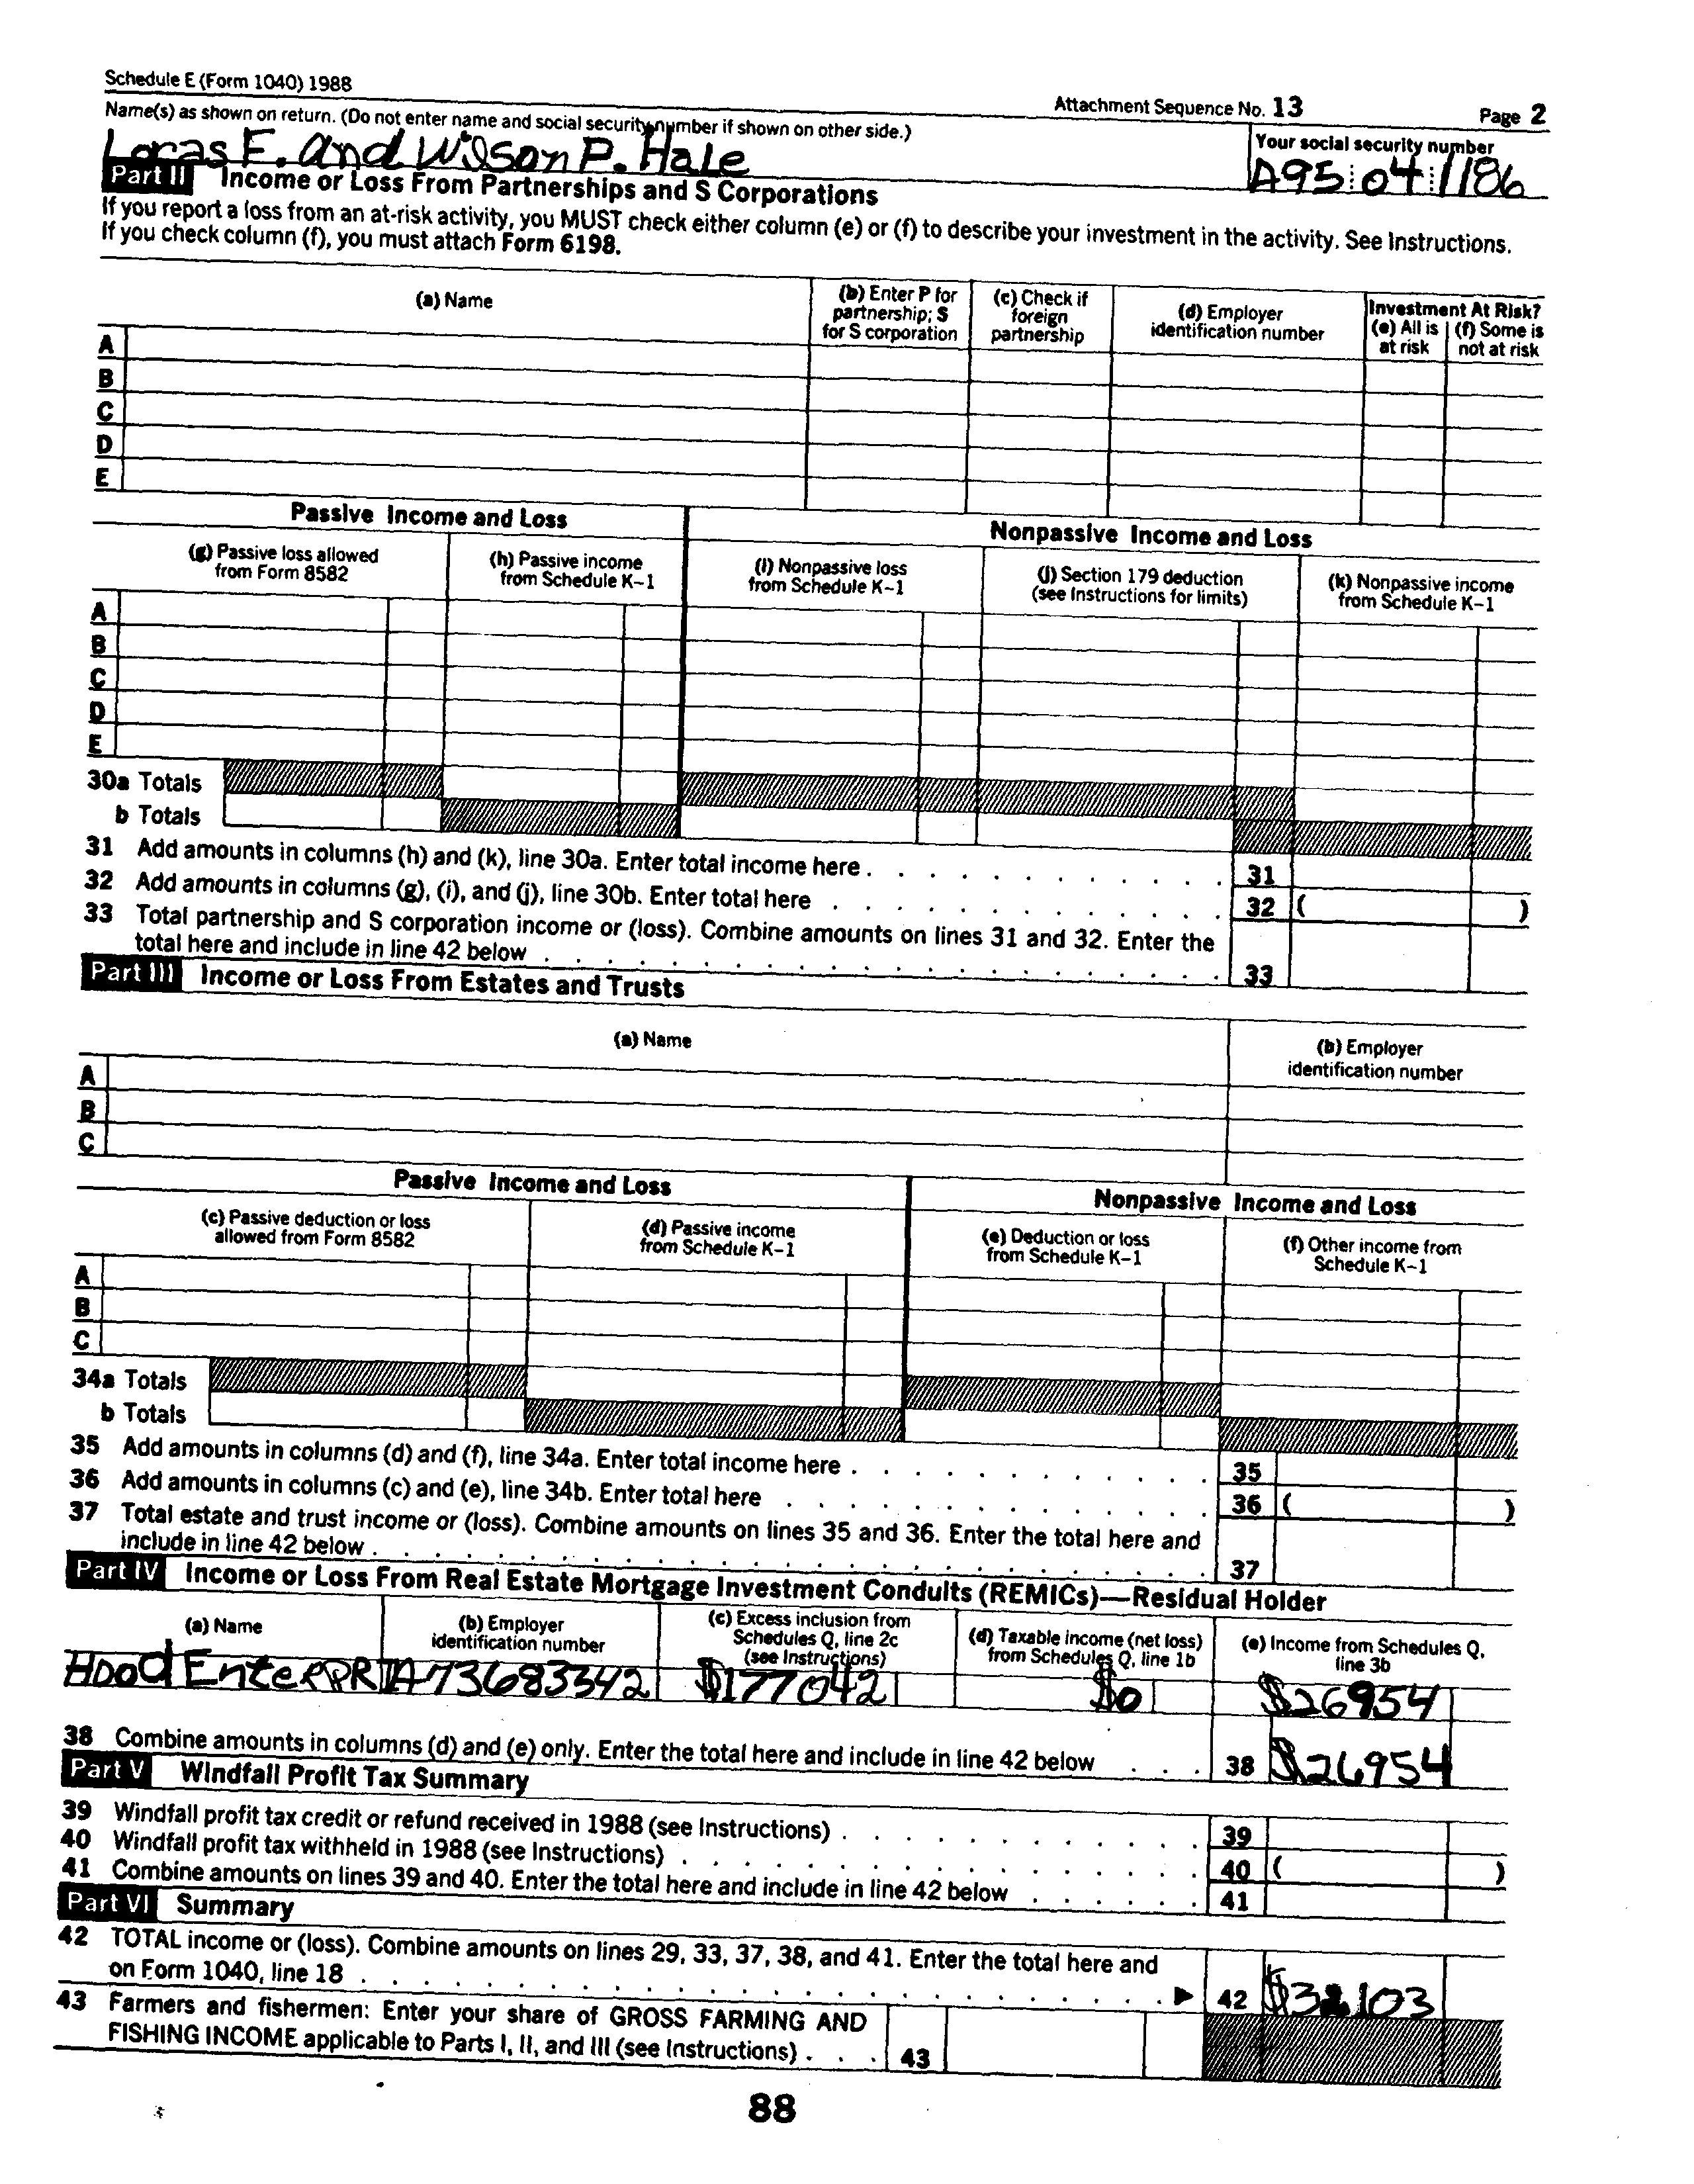 Schedule E (Form 1040) 1988
Attachment Sequence No. 13
Page 2
Name(s) as shown on return. (Do not enter name and social security number if shown on other side.)
Your social security number
Loras E. and Wilson P. Hale
A95 04 1186
Part II Income or Loss From Partnerships and S Corporations
If you report a loss from an at-risk activity, you MUST check either column (e) or (f) to describe your investment in the activity. See Instructions.
If you check column (f), you must attach Form 6198.
(a) Name
(b) Enter P for partnership; S for S corporation
(c) Check if foreign partnership
(d) Employer identification number
Investment At Risk?
(e) All is at risk
(f) Some is not at risk
A
B
C
D
E
Passive Income and Loss
Nonpassive Income and Loss
(g) Passive loss allowed from Form 8582
(h) Passive income from Schedule K–1
(i) Nonpassive loss from Schedule K–1
(j) Section 179 deduction (see Instructions for limits)
(k) Nonpassive income from Schedule K–1
A
B
C
D
E
30a Totals
b Totals
31 Add amounts in columns (h) and (k), line 30a. Enter total income here . . . 31
32 Add amounts in columns (g), (i), and (j), line 30b. Enter total here . . . 32 ( )
33 Total partnership and S corporation income or (loss). Combine amounts on lines 31 and 32. Enter the
total here and include in line 42 below . . . 33
Part III Income or Loss From Estates and Trusts
(a) Name
(b) Employer identification number
A
B
C
Passive Income and Loss
Nonpassive Income and Loss
(c) Passive deduction or loss allowed from Form 8582
(d) Passive income from Schedule K–1
(e) Deduction or loss from Schedule K–1
(f) Other income from Schedule K–1
A
B
C
34a Totals
b Totals
35 Add amounts in columns (d) and (f), line 34a. Enter total income here . . . 35
36 Add amounts in columns (c) and (e), line 34b. Enter total here . . . 36 ( )
37 Total estate and trust income or (loss). Combine amounts on lines 35 and 36. Enter the total here and
include in line 42 below . . . 37
Part IV Income or Loss From Real Estate Mortgage Investment Conduits (REMICs)—Residual Holder
(a) Name
(b) Employer identification number
(c) Excess inclusion from Schedules Q, line 2c (see Instructions)
(d) Taxable income (net loss) from Schedules Q, line 1b
(e) Income from Schedules Q, line 3b
Hood EnterPRI A73683342 $177042 $0 $26954
38 Combine amounts in columns (d) and (e) only. Enter the total here and include in line 42 below . . . 38 $26954
Part V Windfall Profit Tax Summary
39 Windfall profit tax credit or refund received in 1988 (see Instructions) . . . 39
40 Windfall profit tax withheld in 1988 (see Instructions) . . . 40 ( )
41 Combine amounts on lines 39 and 40. Enter the total here and include in line 42 below . . . 41
Part VI Summary
42 TOTAL income or (loss). Combine amounts on lines 29, 33, 37, 38, and 41. Enter the total here and
on Form 1040, line 18 . . . ▶ 42 $32103
43 Farmers and fishermen: Enter your share of GROSS FARMING AND
FISHING INCOME applicable to Parts I, II, and III (see Instructions) . . . 43
88